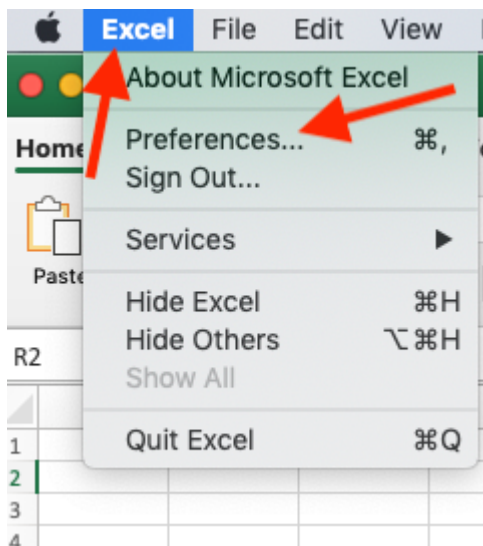 Excel File Edit View
About Microsoft Excel
Home
Preferences... ⌘,
Sign Out...
Services
Paste
Hide Excel ⌘H
Hide Others ⌥⌘H
R2
Show All
Quit Excel ⌘Q
1
2
3
4